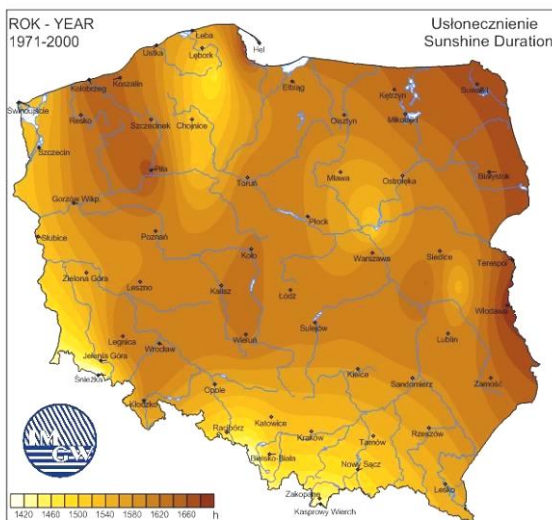 ROK - YEAR
1971-2000
Usłonecznienie
Sunshine Duration
Łeba
Hel
Ustka
Lębork
Koszalin
Kołobrzeg
Elbląg
Kętrzyn
Suwałki
Świnoujście
Resko
Szczecinek
Chojnice
Olsztyn
Mikołajki
Szczecin
Piła
Toruń
Mława
Ostrołęka
Białystok
Gorzów Wlkp.
Płock
Słubice
Poznań
Koło
Warszawa
Siedlce
Terespol
Zielona Góra
Leszno
Kalisz
Łódź
Włodawa
Legnica
Wrocław
Wieluń
Sulejów
Lublin
Jelenia Góra
Śnieżka
Kielce
Sandomierz
Zamość
Kłodzko
Opole
Racibórz
Katowice
Kraków
Tarnów
Rzeszów
Bielsko-Biała
Nowy Sącz
Lesko
Zakopane
Kasprowy Wierch
IM
GW
1420 1460 1500 1540 1580 1620 1660 h